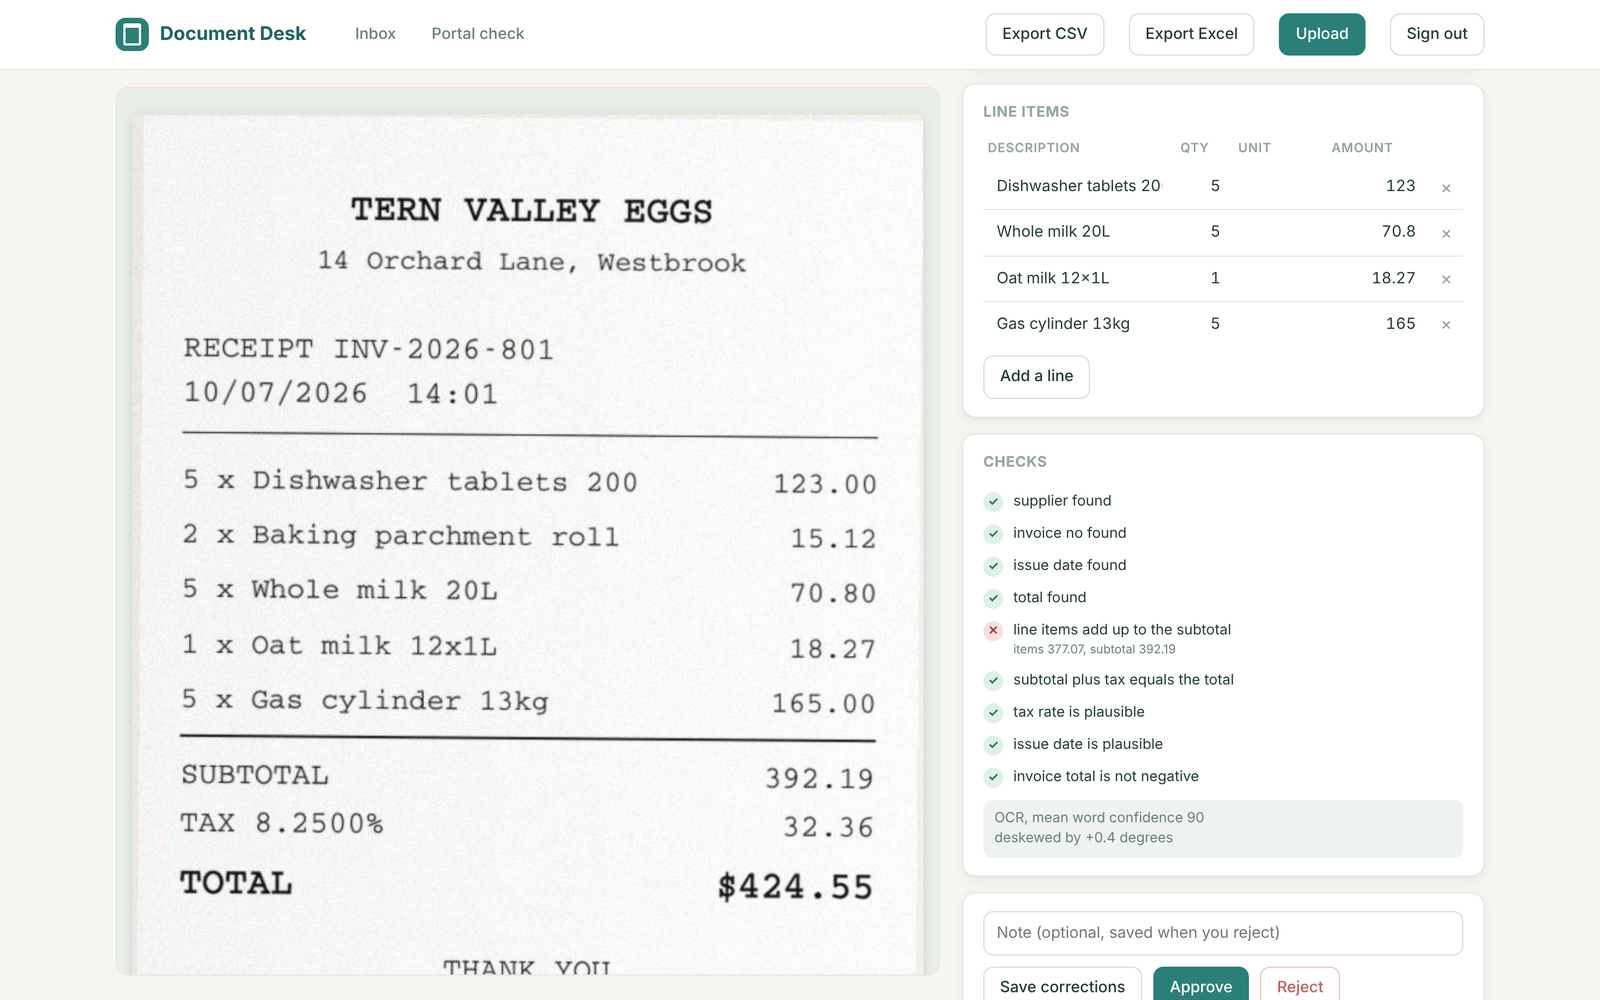 Document Desk Inbox Portal check Export CSV Export Excel Upload Sign out
TERN VALLEY EGGS
14 Orchard Lane, Westbrook
RECEIPT INV-2026-801
10/07/2026 14:01
5 x Dishwasher tablets 200 123.00
2 x Baking parchment roll 15.12
5 x Whole milk 20L 70.80
1 x Oat milk 12x1L 18.27
5 x Gas cylinder 13kg 165.00
SUBTOTAL 392.19
TAX 8.2500% 32.36
TOTAL $424.55
THANK YOU
LINE ITEMS
DESCRIPTION QTY UNIT AMOUNT
Dishwasher tablets 20 5 123 ×
Whole milk 20L 5 70.8 ×
Oat milk 12×1L 1 18.27 ×
Gas cylinder 13kg 5 165 ×
Add a line
CHECKS
supplier found
invoice no found
issue date found
total found
line items add up to the subtotal
items 377.07, subtotal 392.19
subtotal plus tax equals the total
tax rate is plausible
issue date is plausible
invoice total is not negative
OCR, mean word confidence 90
deskewed by +0.4 degrees
Note (optional, saved when you reject)
Save corrections Approve Reject